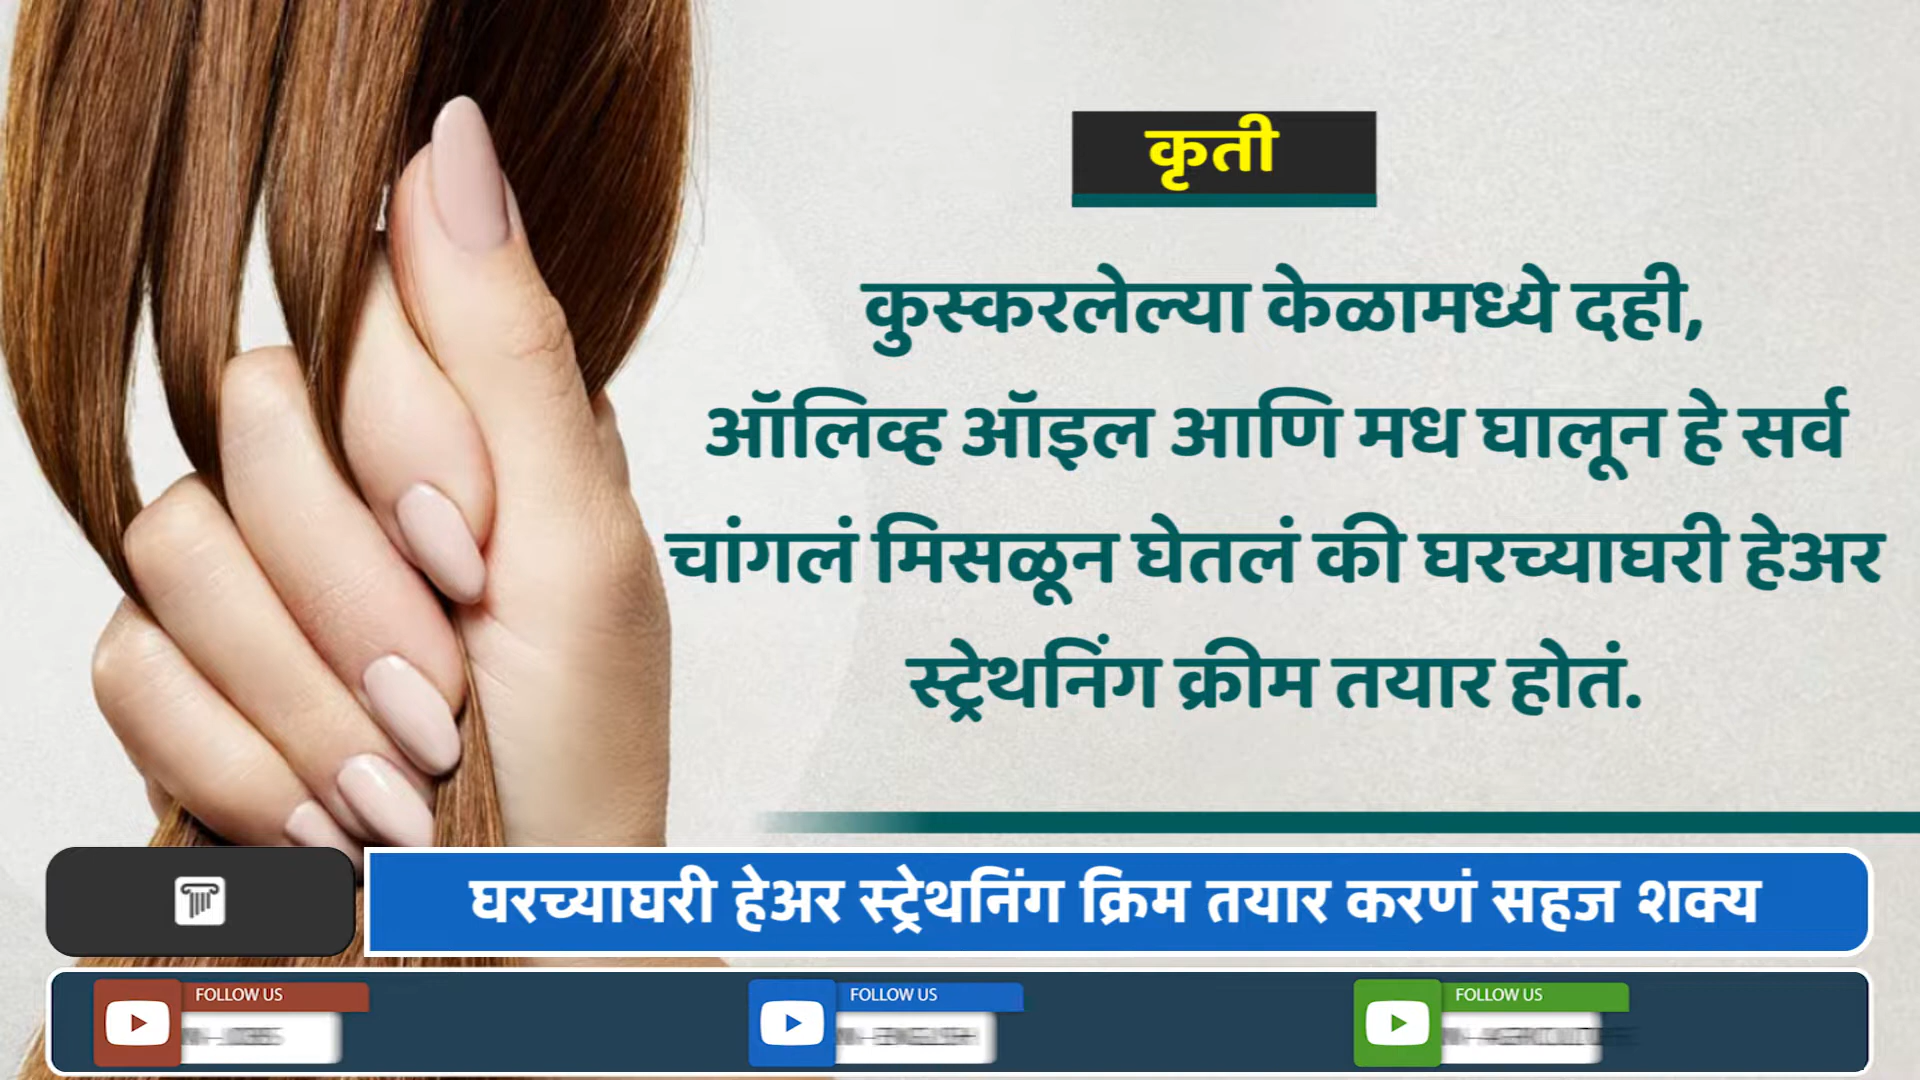 कृती
कुस्करलेल्या केळामध्ये दही,
ऑलिव्ह ऑइल आणि मध घालून हे सर्व
चांगलं मिसळून घेतलं की घरच्याघरी हेअर
स्ट्रेथनिंग क्रीम तयार होतं.
घरच्याघरी हेअर स्ट्रेथनिंग क्रिम तयार करणं सहज शक्य
FOLLOW US
FOLLOW US
FOLLOW US